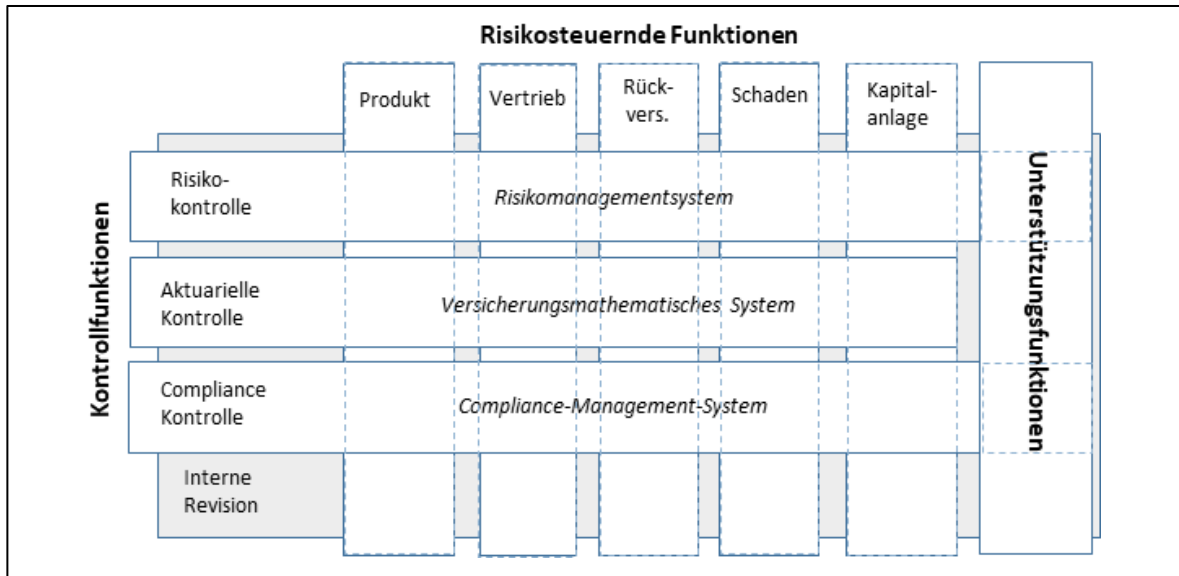 Risikosteuernde Funktionen
Produkt
Vertrieb
Rück-
vers.
Schaden
Kapital-
anlage
Kontrollfunktionen
Risiko-
kontrolle
Risikomanagementsystem
Aktuarielle
Kontrolle
Versicherungsmathematisches System
Compliance
Kontrolle
Compliance-Management-System
Interne
Revision
Unterstützungsfunktionen